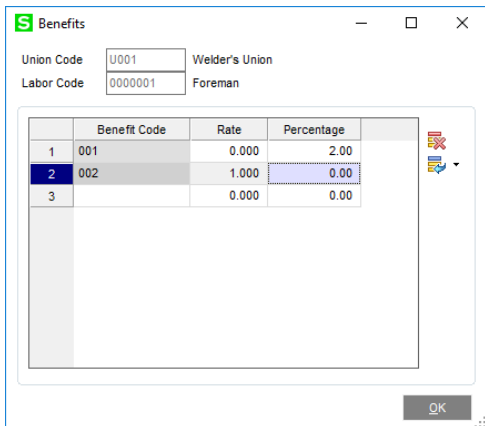 S Benefits
Union Code U001 Welder's Union
Labor Code 0000001 Foreman
Benefit Code Rate Percentage
1 001 0.000 2.00
2 002 1.000 0.00
3 0.000 0.00
OK